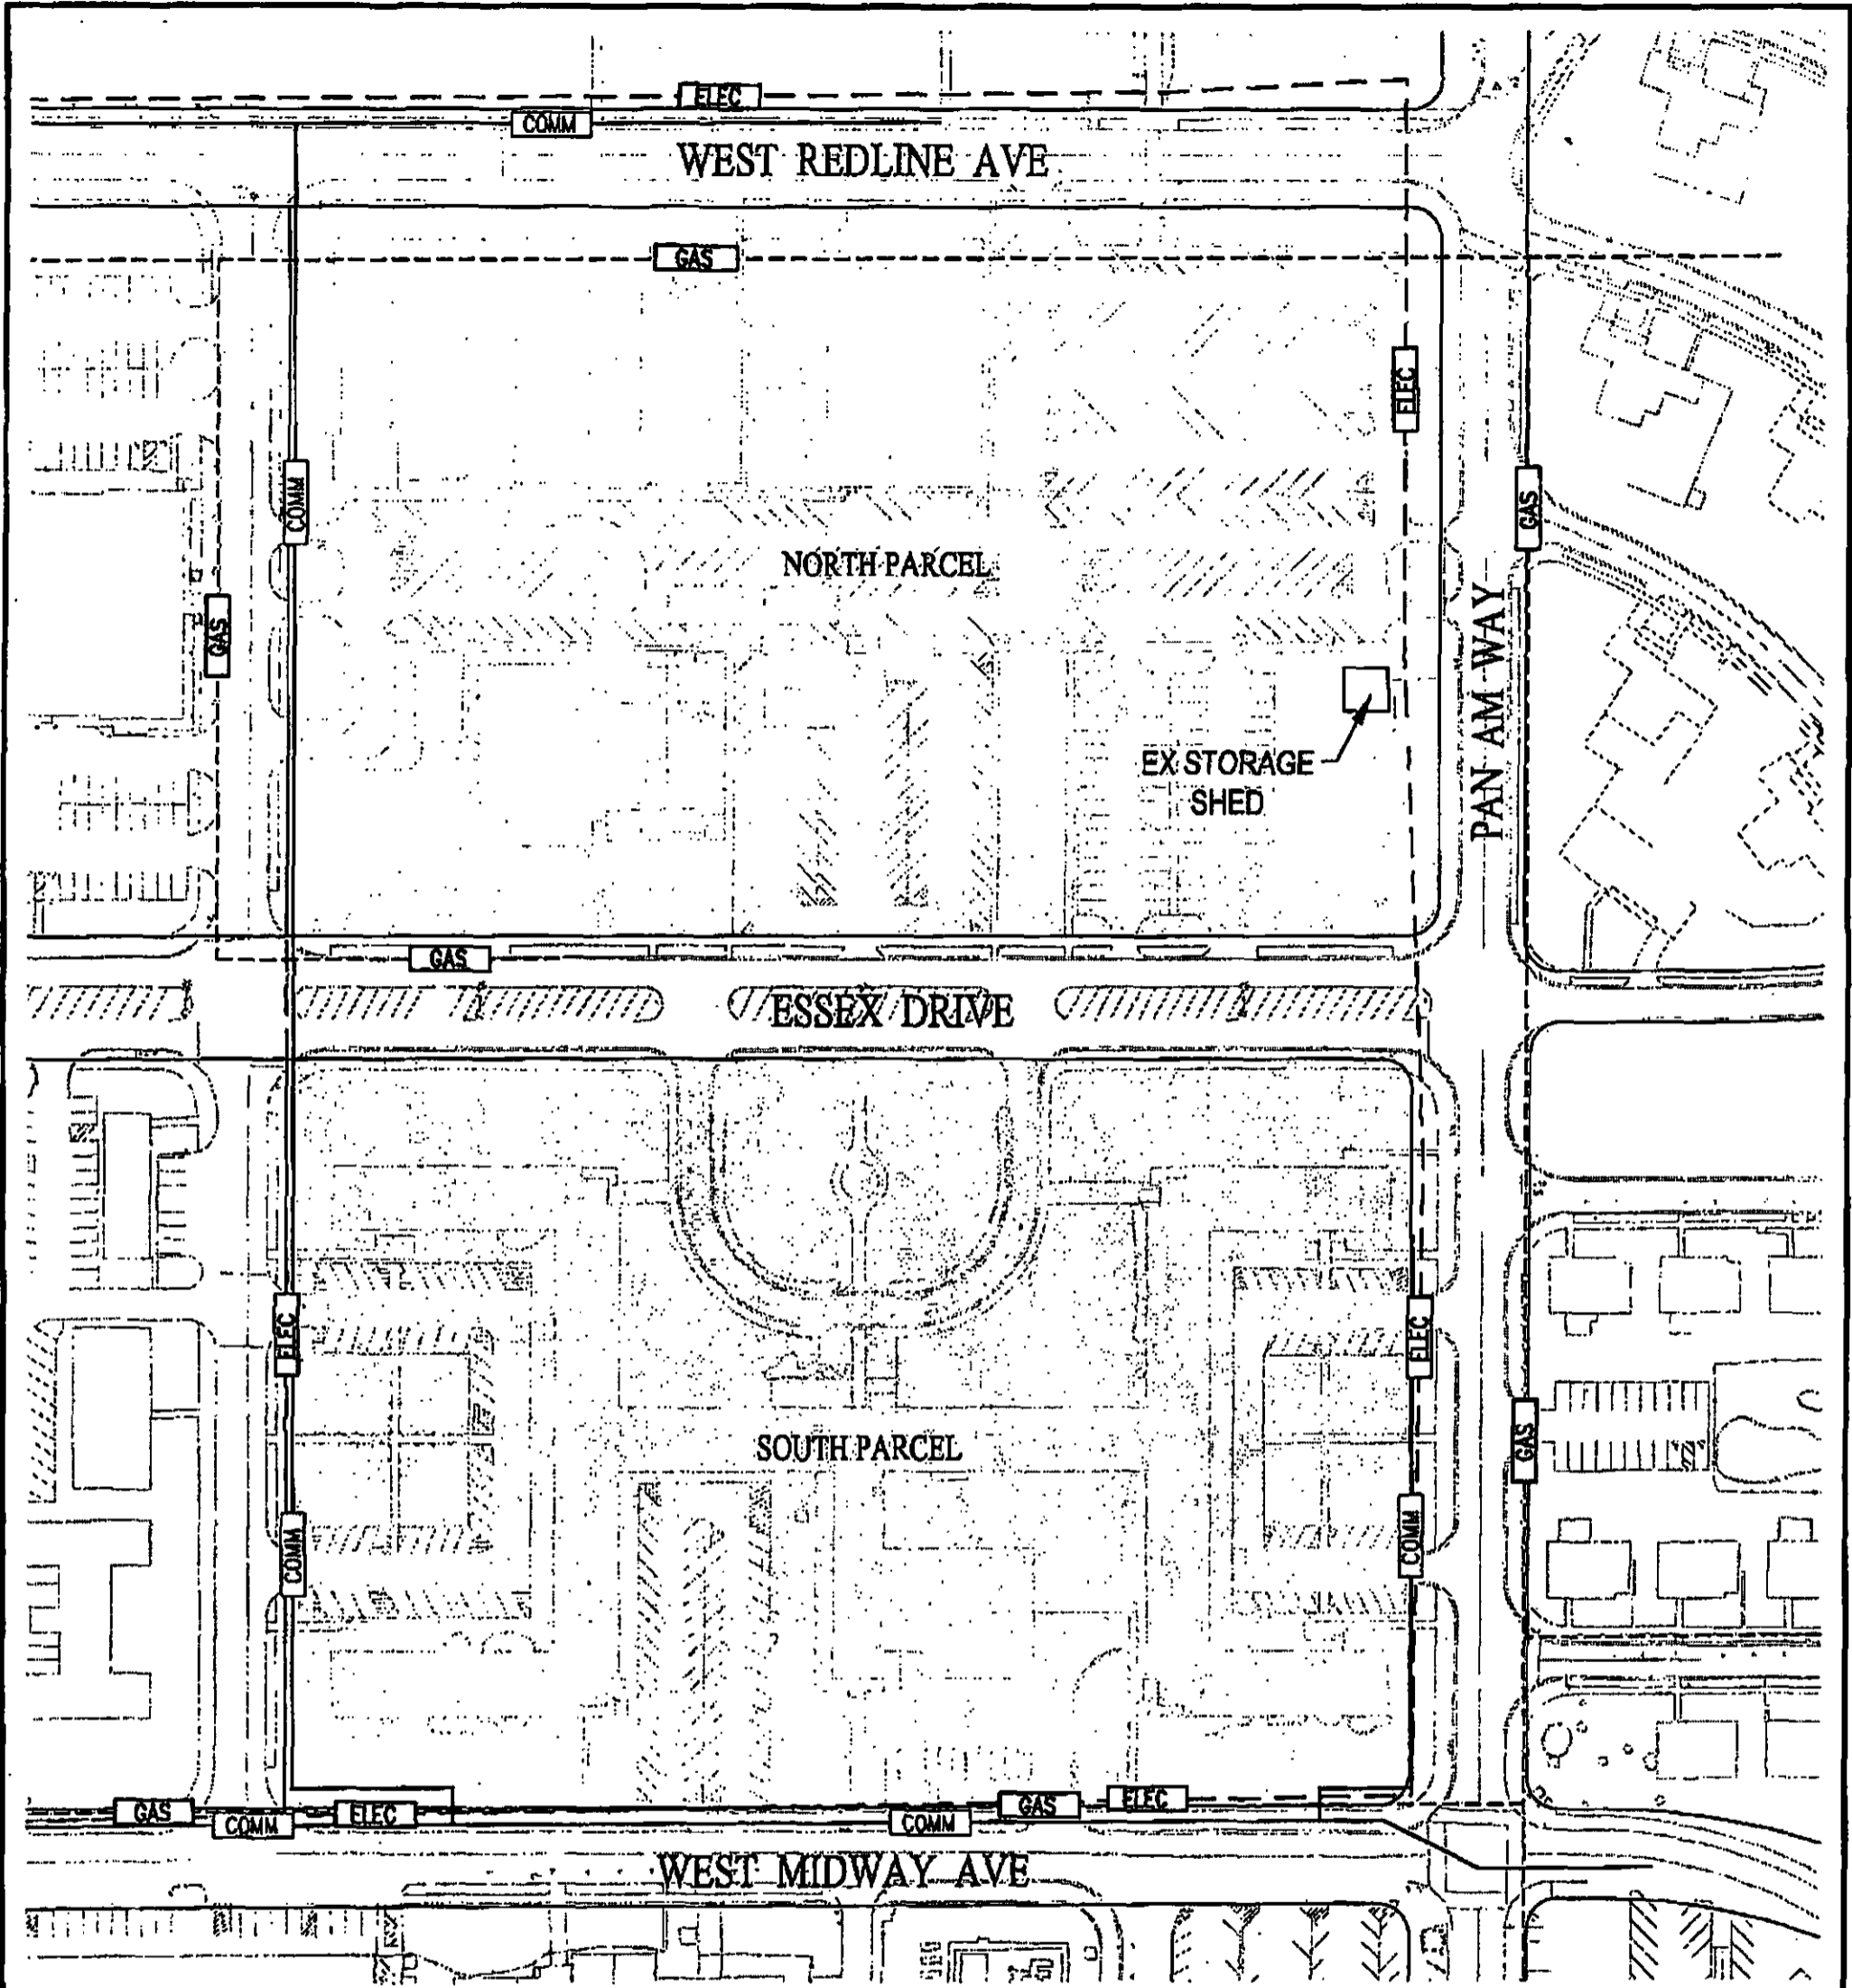 ELEC
COMM
WEST REDLINE AVE
GAS
ELEC
COMM
GAS
NORTH PARCEL
GAS
PAN AM WAY
EX STORAGE
SHED
GAS
ESSEX DRIVE
ELEC
ELEC
GAS
SOUTH PARCEL
COMM
COMM
GAS
COMM
ELEC
COMM
GAS
ELEC
WEST MIDWAY AVE